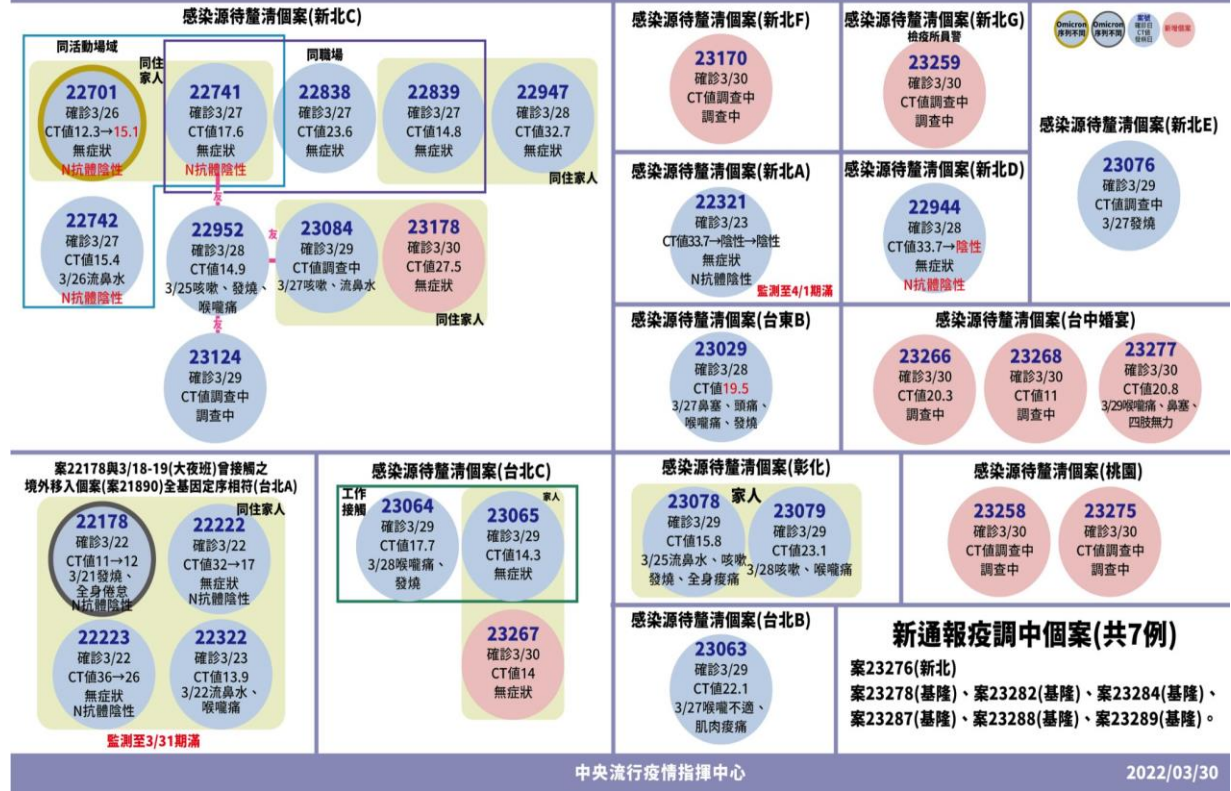 感染源待釐清個案(新北C)
同活動場域
同住
家人
同職場
22701
確診3/26
CT值12.3→15.1
無症狀
N抗體陰性
22741
確診3/27
CT值17.6
無症狀
N抗體陰性
22838
確診3/27
CT值23.6
無症狀
22839
確診3/27
CT值14.8
無症狀
22947
確診3/28
CT值32.7
無症狀
同住家人
友
22742
確診3/27
CT值15.4
3/26流鼻水
N抗體陰性
22952
確診3/28
CT值14.9
3/25咳嗽、發燒、
喉嚨痛
友
23084
確診3/29
CT值調查中
3/27咳嗽、流鼻水
23178
確診3/30
CT值27.5
無症狀
同住家人
友
23124
確診3/29
CT值調查中
調查中
感染源待釐清個案(新北F)
23170
確診3/30
CT值調查中
調查中
感染源待釐清個案(新北G)
檢疫所員警
23259
確診3/30
CT值調查中
調查中
Omicron
序列不同
Omicron
序列不同
案號
確診日
CT值
發病日
新增個案
感染源待釐清個案(新北E)
23076
確診3/29
CT值調查中
3/27發燒
感染源待釐清個案(新北A)
22321
確診3/23
CT值33.7→陰性→陰性
無症狀
N抗體陰性
監測至4/1期滿
感染源待釐清個案(新北D)
22944
確診3/28
CT值33.7→陰性
無症狀
N抗體陰性
感染源待釐清個案(台東B)
23029
確診3/28
CT值19.5
3/27鼻塞、頭痛、
喉嚨痛、發燒
感染源待釐清個案(台中婚宴)
23266
確診3/30
CT值20.3
調查中
23268
確診3/30
CT值11
調查中
23277
確診3/30
CT值20.8
3/29喉嚨痛、鼻塞、
四肢無力
案22178與3/18-19(大夜班)曾接觸之
境外移入個案(案21890)全基因定序相符(台北A)
同住家人
22178
確診3/22
CT值11→12
3/21發燒、
全身倦怠
N抗體陰性
22222
確診3/22
CT值32→17
無症狀
N抗體陰性
22223
確診3/22
CT值36→26
無症狀
N抗體陰性
22322
確診3/23
CT值13.9
3/22流鼻水、
喉嚨痛
監測至3/31期滿
感染源待釐清個案(台北C)
工作
接觸
家人
23064
確診3/29
CT值17.7
3/28喉嚨痛、
發燒
23065
確診3/29
CT值14.3
無症狀
23267
確診3/30
CT值14
無症狀
感染源待釐清個案(彰化)
家人
23078
確診3/29
CT值15.8
3/25流鼻水、咳嗽
發燒、全身痠痛
23079
確診3/29
CT值23.1
3/28咳嗽、喉嚨痛
感染源待釐清個案(桃園)
23258
確診3/30
CT值調查中
調查中
23275
確診3/30
CT值調查中
調查中
感染源待釐清個案(台北B)
23063
確診3/29
CT值22.1
3/27喉嚨不適、
肌肉痠痛
新通報疫調中個案(共7例)
案23276(新北)
案23278(基隆)、案23282(基隆)、案23284(基隆)、
案23287(基隆)、案23288(基隆)、案23289(基隆)。
中央流行疫情指揮中心
2022/03/30